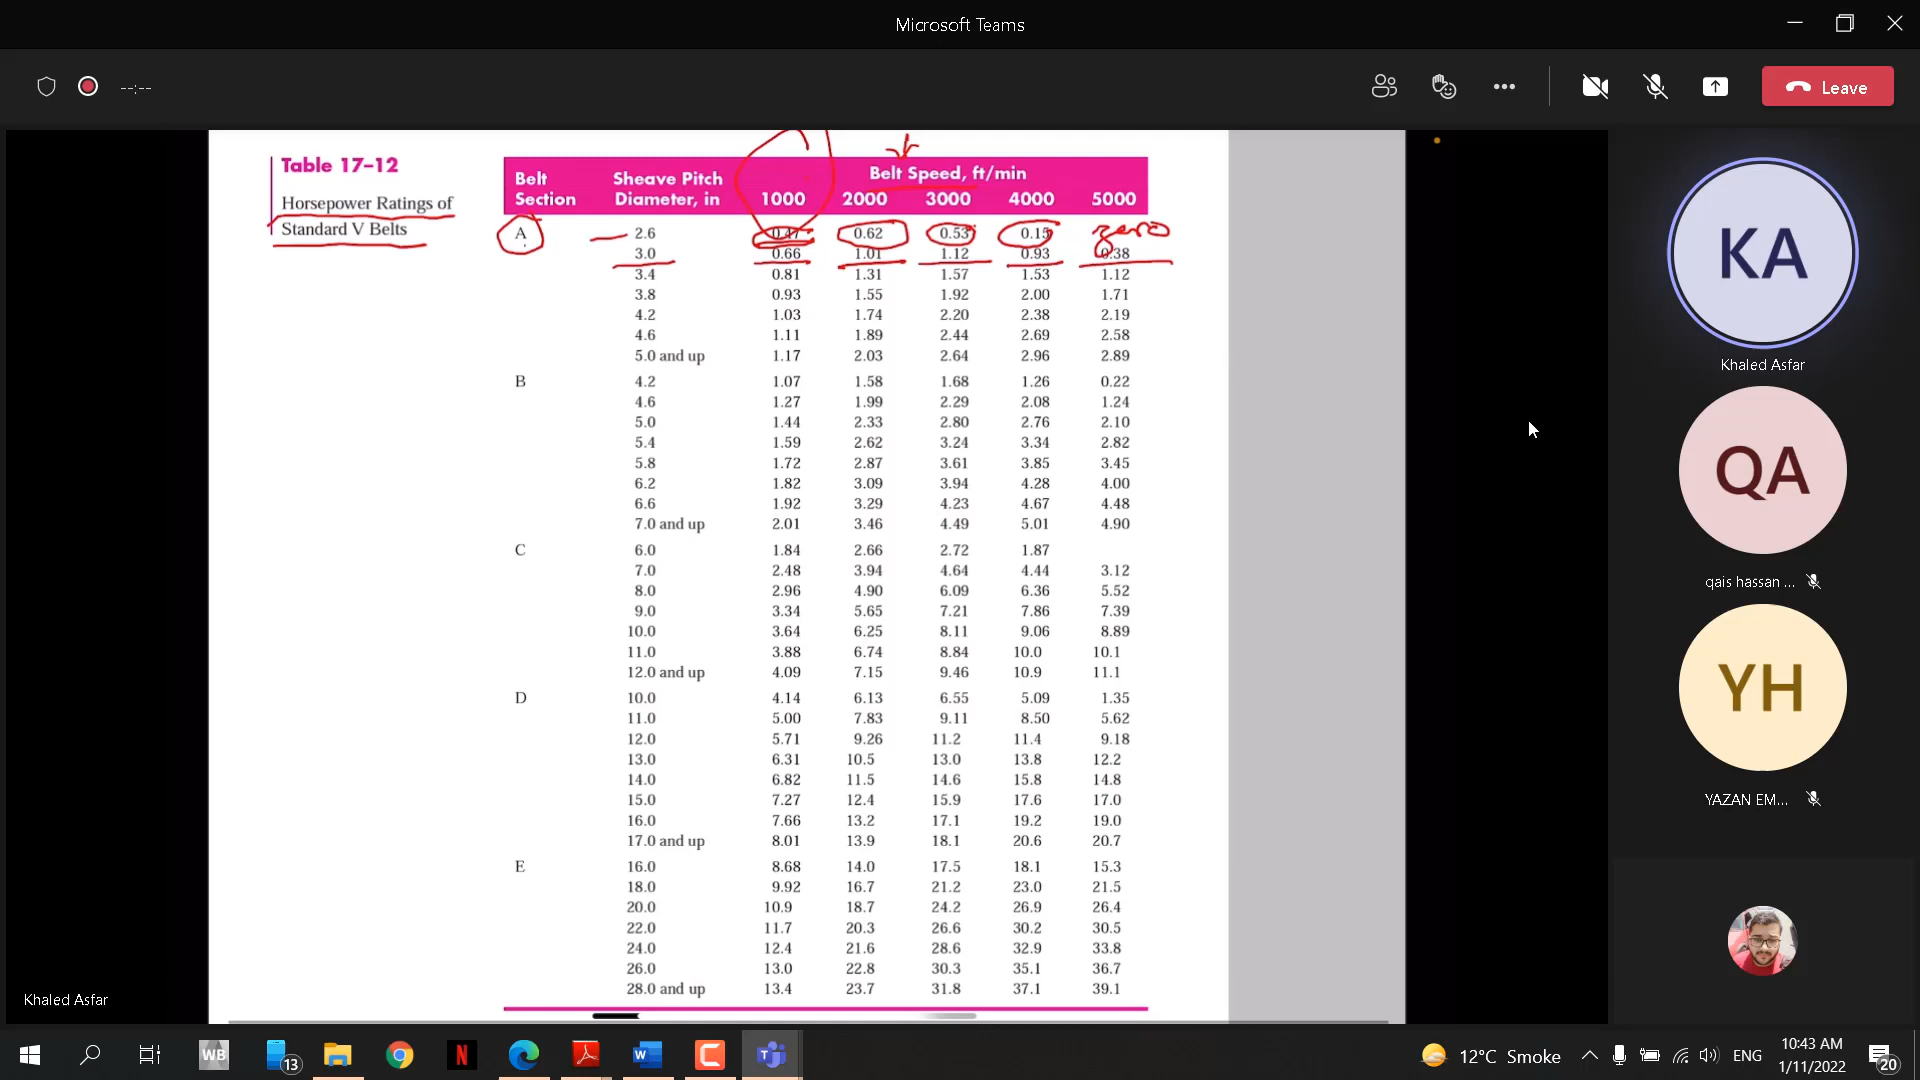 Microsoft Teams
--:--
Leave
Table 17–12
Horsepower Ratings of
Standard V Belts
Belt Section Sheave Pitch Diameter, in Belt Speed, ft/min
1000 2000 3000 4000 5000
A 2.6 0.47 0.62 0.53 0.15 zero
3.0 0.66 1.01 1.12 0.93 0.38
3.4 0.81 1.31 1.57 1.53 1.12
3.8 0.93 1.55 1.92 2.00 1.71
4.2 1.03 1.74 2.20 2.38 2.19
4.6 1.11 1.89 2.44 2.69 2.58
5.0 and up 1.17 2.03 2.64 2.96 2.89
B 4.2 1.07 1.58 1.68 1.26 0.22
4.6 1.27 1.99 2.29 2.08 1.24
5.0 1.44 2.33 2.80 2.76 2.10
5.4 1.59 2.62 3.24 3.34 2.82
5.8 1.72 2.87 3.61 3.85 3.45
6.2 1.82 3.09 3.94 4.28 4.00
6.6 1.92 3.29 4.23 4.67 4.48
7.0 and up 2.01 3.46 4.49 5.01 4.90
C 6.0 1.84 2.66 2.72 1.87
7.0 2.48 3.94 4.64 4.44 3.12
8.0 2.96 4.90 6.09 6.36 5.52
9.0 3.34 5.65 7.21 7.86 7.39
10.0 3.64 6.25 8.11 9.06 8.89
11.0 3.88 6.74 8.84 10.0 10.1
12.0 and up 4.09 7.15 9.46 10.9 11.1
D 10.0 4.14 6.13 6.55 5.09 1.35
11.0 5.00 7.83 9.11 8.50 5.62
12.0 5.71 9.26 11.2 11.4 9.18
13.0 6.31 10.5 13.0 13.8 12.2
14.0 6.82 11.5 14.6 15.8 14.8
15.0 7.27 12.4 15.9 17.6 17.0
16.0 7.66 13.2 17.1 19.2 19.0
17.0 and up 8.01 13.9 18.1 20.6 20.7
E 16.0 8.68 14.0 17.5 18.1 15.3
18.0 9.92 16.7 21.2 23.0 21.5
20.0 10.9 18.7 24.2 26.9 26.4
22.0 11.7 20.3 26.6 30.2 30.5
24.0 12.4 21.6 28.6 32.9 33.8
26.0 13.0 22.8 30.3 35.1 36.7
28.0 and up 13.4 23.7 31.8 37.1 39.1
KA
Khaled Asfar
QA
qais hassan ...
YH
YAZAN EM...
Khaled Asfar
WB
13
N
W
C
T
12°C Smoke
ENG
10:43 AM
1/11/2022
20